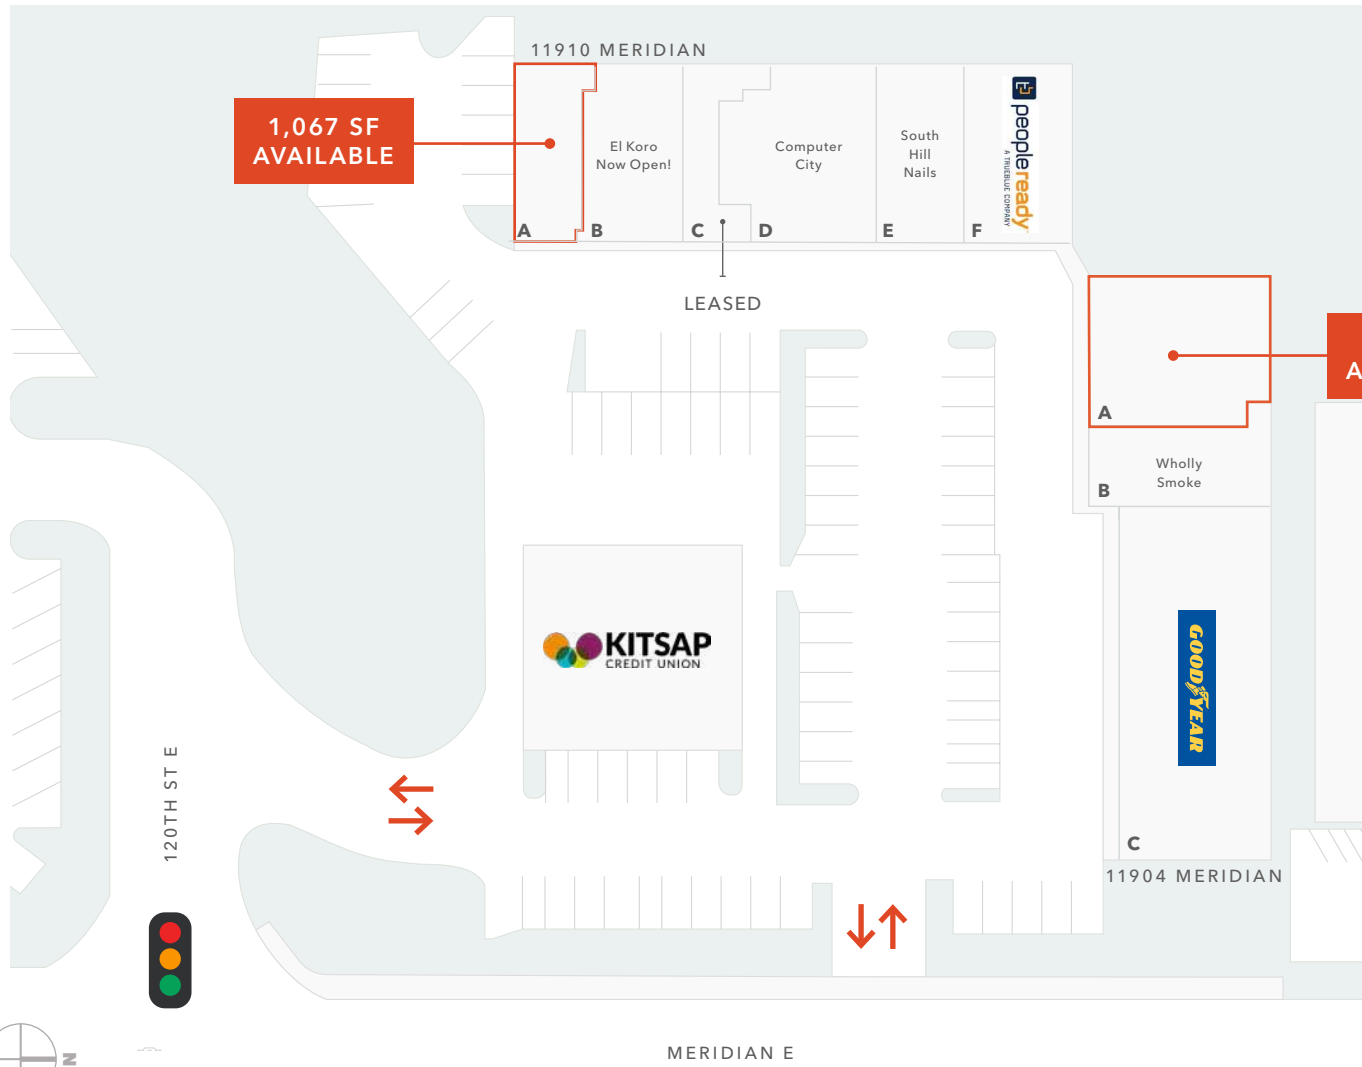 11910 MERIDIAN
1,067 SF
AVAILABLE
El Koro
Now Open!
Computer
City
South
Hill
Nails
peopleready
A TRUEBLUE COMPANY
A
B
C
D
E
F
LEASED
A
A
B
Wholly
Smoke
KITSAP
CREDIT UNION
GOODYEAR
C
11904 MERIDIAN
120TH ST E
MERIDIAN E
N